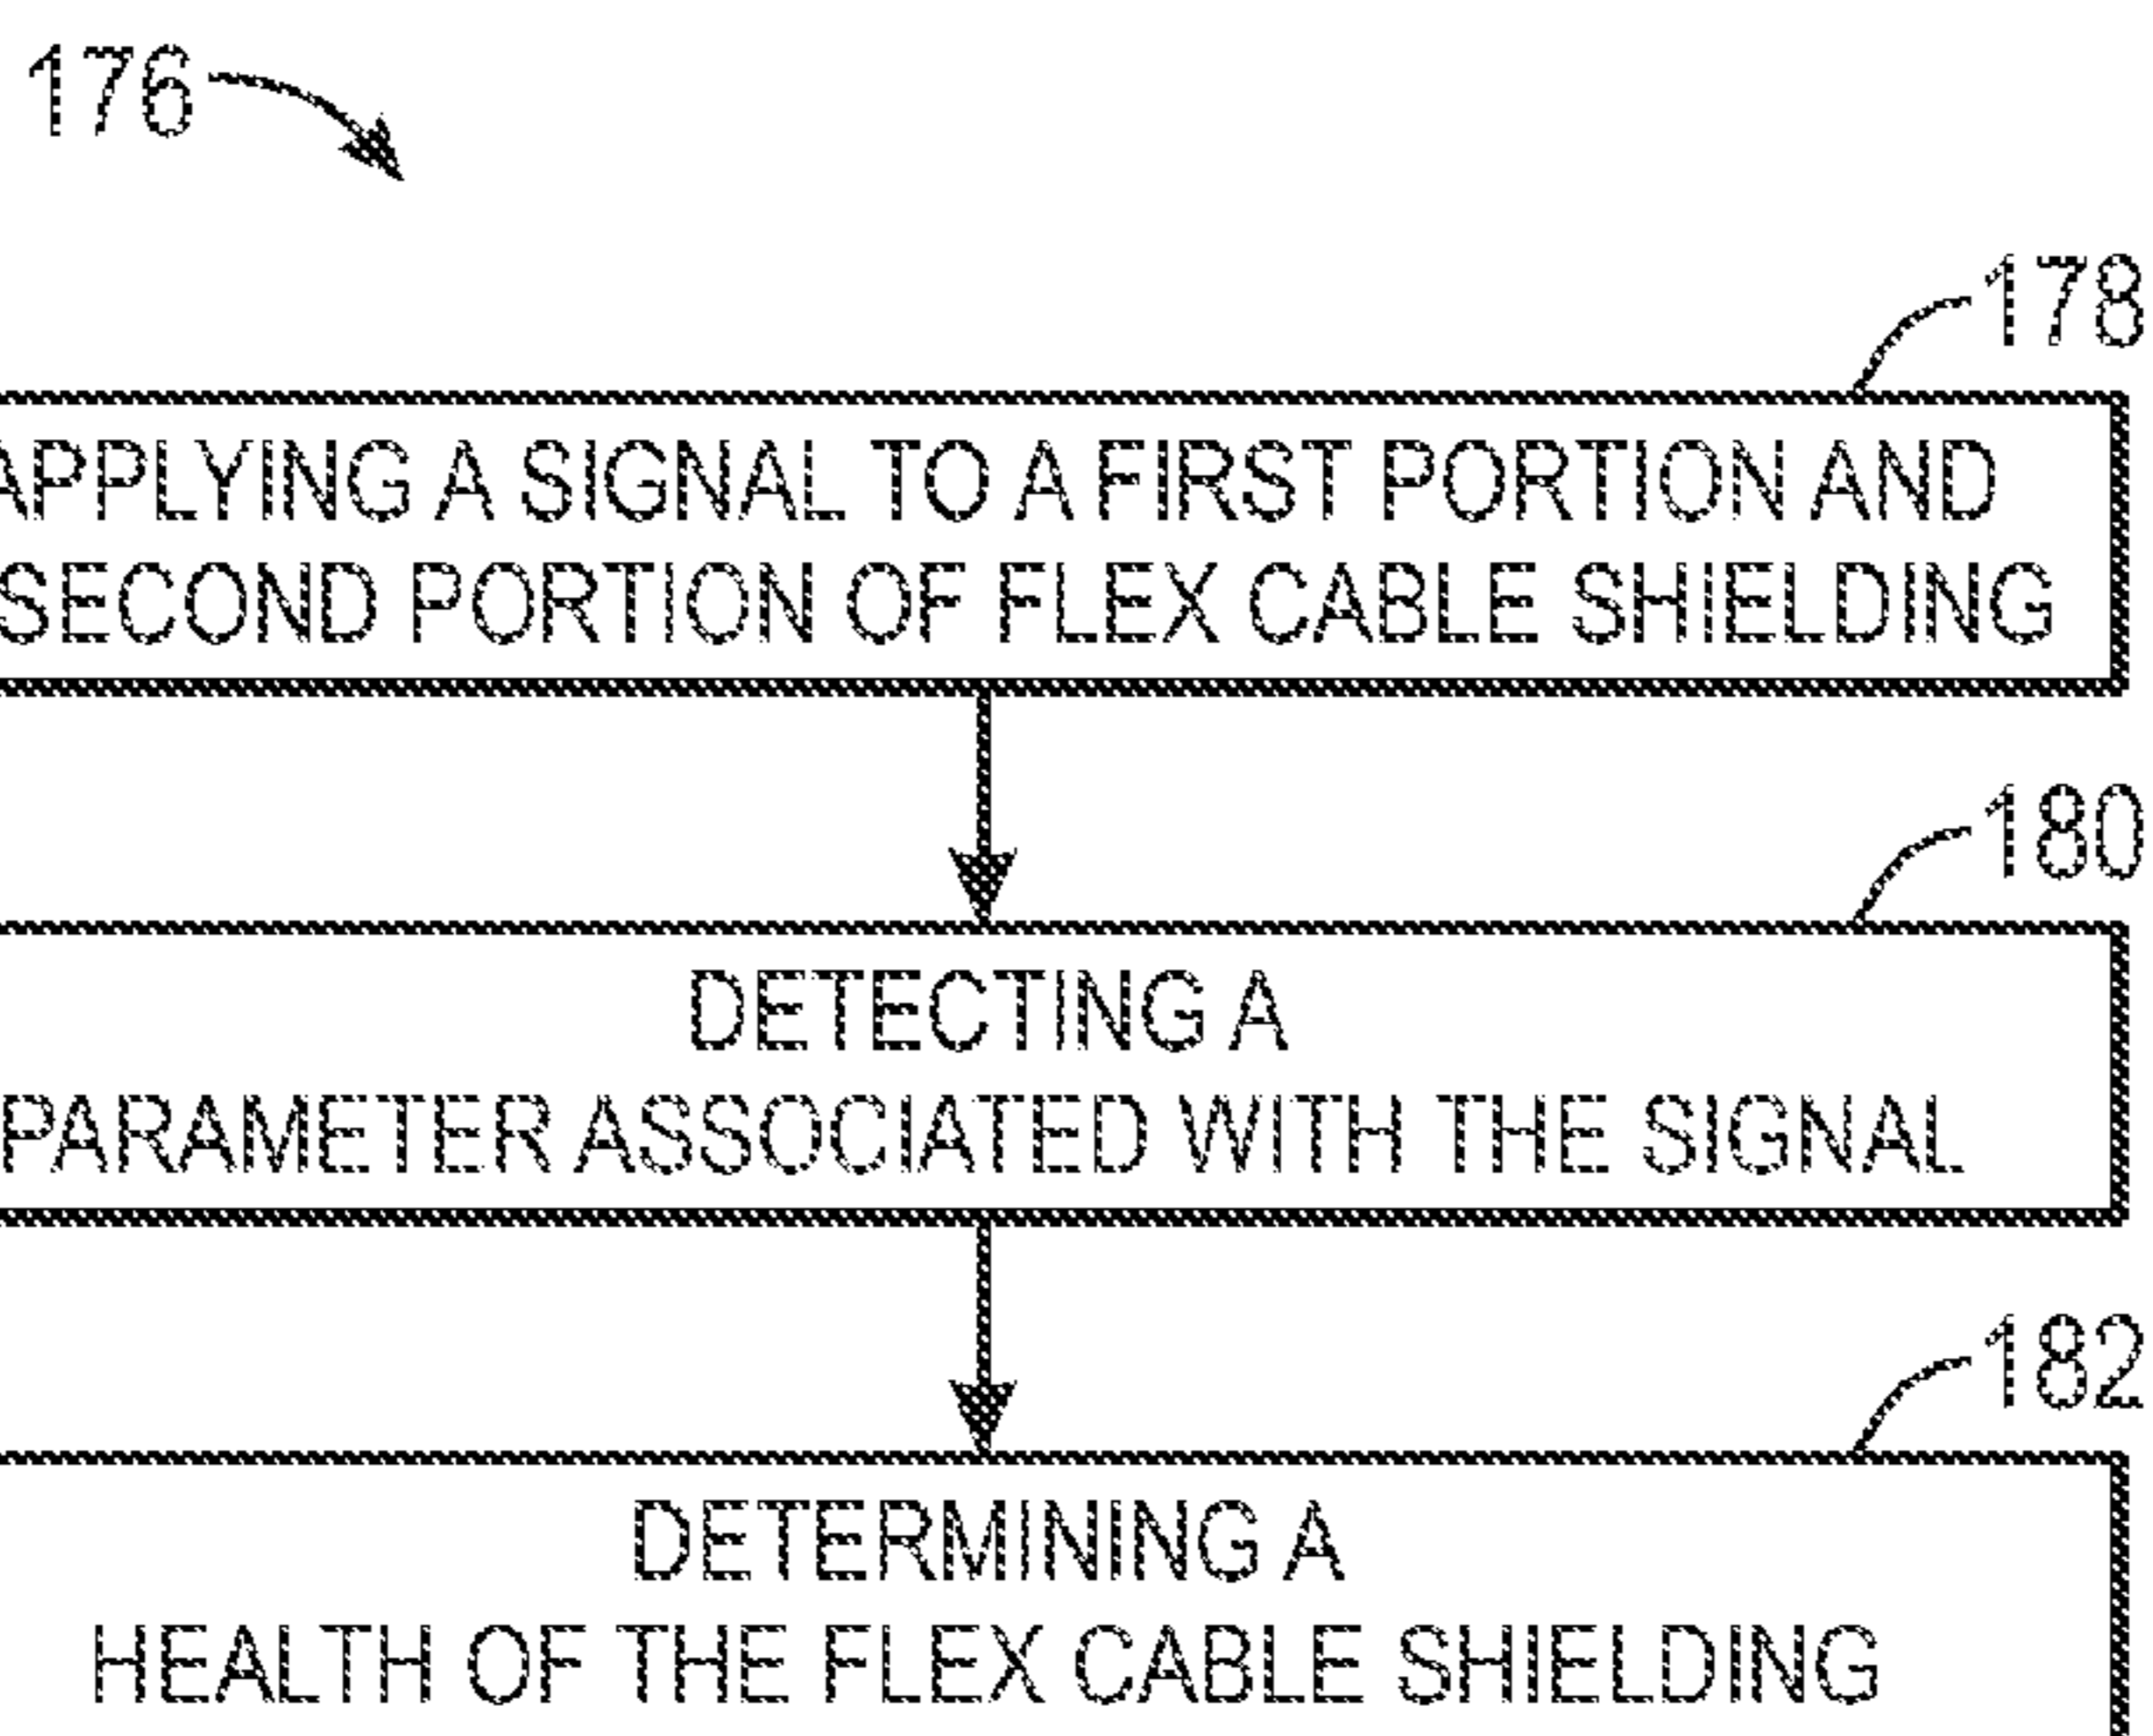 176
178
APPLYING A SIGNAL TO A FIRST PORTION AND
SECOND PORTION OF FLEX CABLE SHIELDING
180
DETECTING A
PARAMETER ASSOCIATED WITH THE SIGNAL
182
DETERMINING A
HEALTH OF THE FLEX CABLE SHIELDING